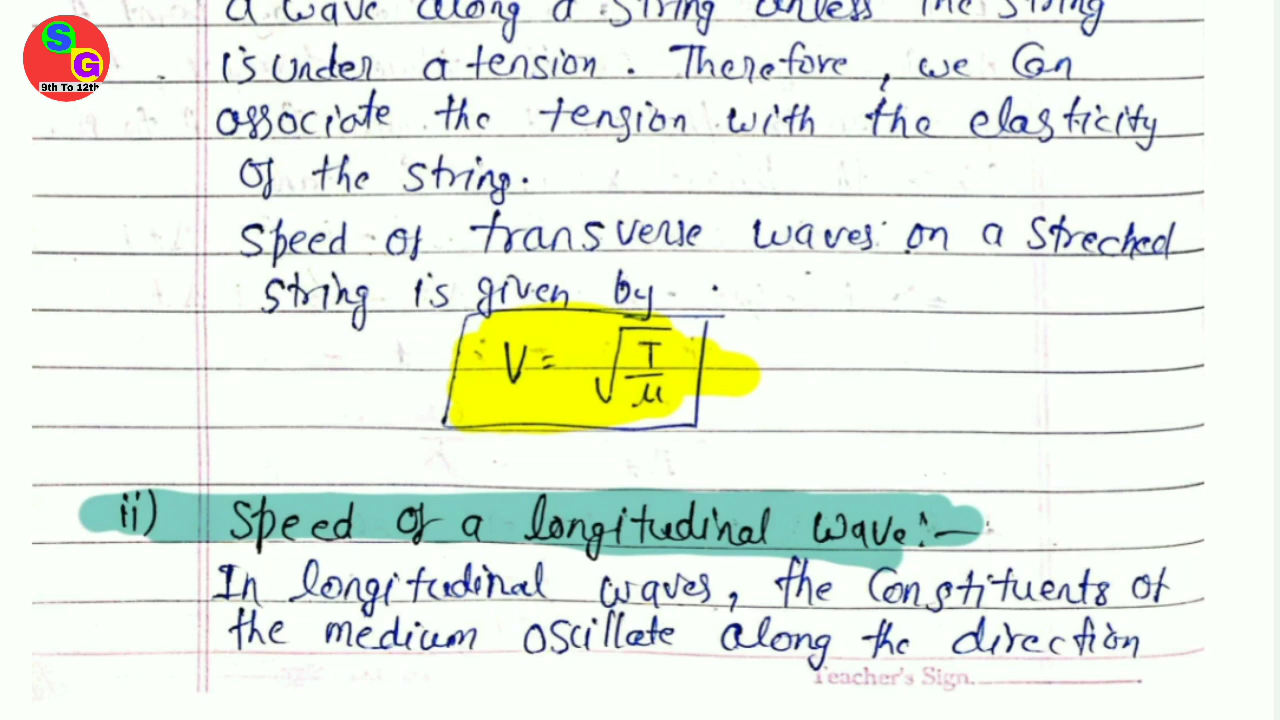 S
G
9th To 12th
a wave along a string unless the string
is under a tension. Therefore, we can
associate the tension with the elasticity
of the string.
Speed of transverse waves on a streched
string is given by
V = √T/μ
ii) Speed of a longitudinal wave:-
In longitudinal waves, the constituents of
the medium oscillate along the direction
Teacher's Sign.